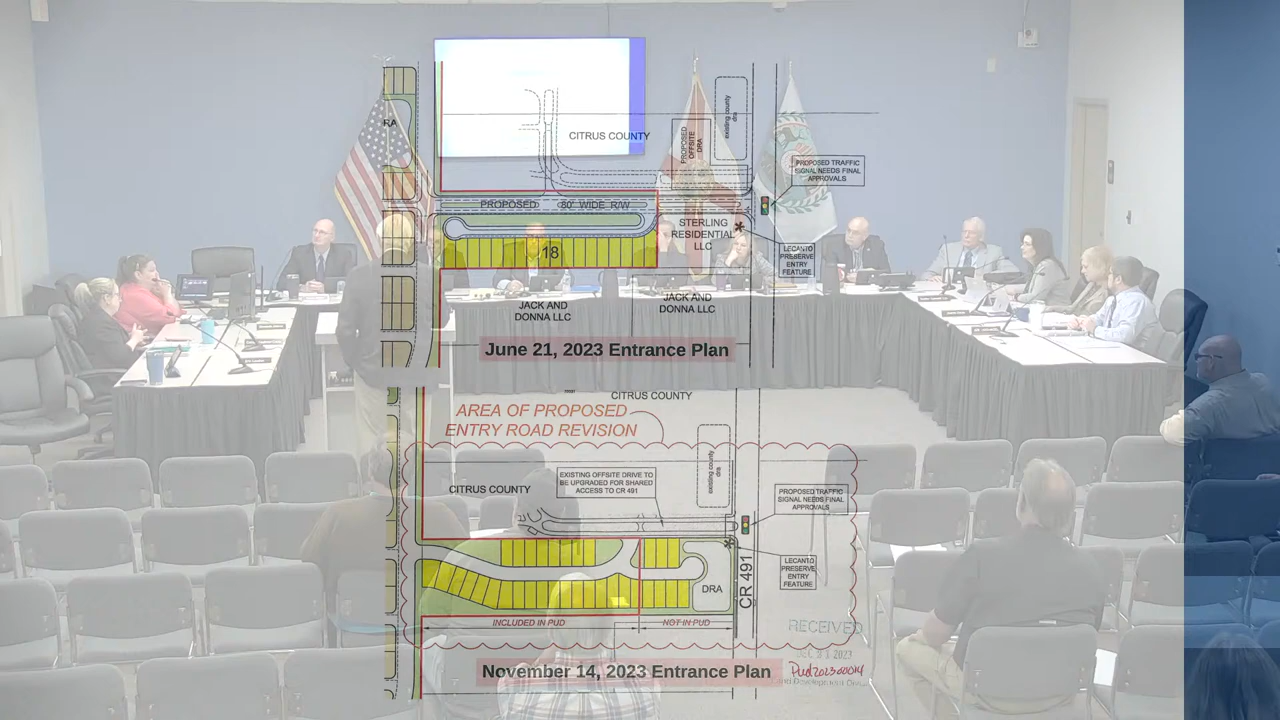 RA
CITRUS COUNTY
PROPOSED
OFFSITE
DRA
existing county
dra
PROPOSED TRAFFIC
SIGNAL NEEDS FINAL
APPROVALS
PROPOSED 80' WIDE R/W
STERLING
RESIDENTIAL
LLC
18
LECANTO
PRESERVE
ENTRY
FEATURE
JACK AND
DONNA LLC
JACK AND
DONNA LLC
June 21, 2023 Entrance Plan
CITRUS COUNTY
AREA OF PROPOSED
ENTRY ROAD REVISION
existing county
dra
EXISTING OFFSITE DRIVE TO
BE UPGRADED FOR SHARED
ACCESS TO CR 491
CITRUS COUNTY
PROPOSED TRAFFIC
SIGNAL NEEDS FINAL
APPROVALS
LECANTO
PRESERVE
ENTRY
FEATURE
CR 491
DRA
INCLUDED IN PUD
NOT IN PUD
RECEIVED
DEC 21 2023
November 14, 2023 Entrance Plan